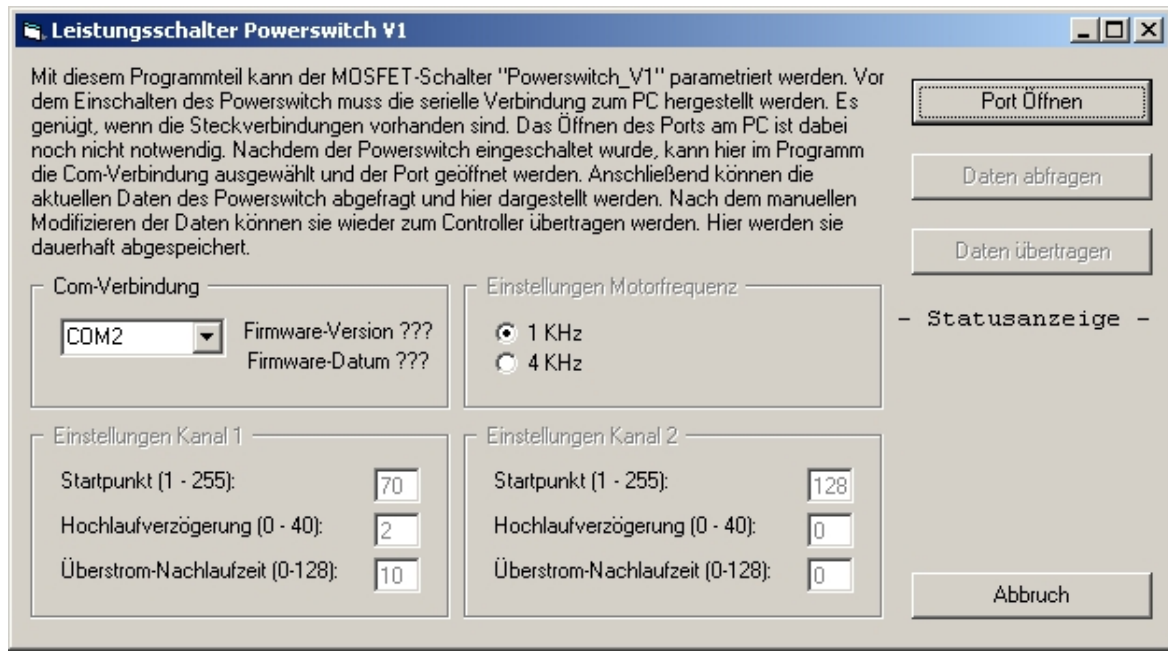 Leistungsschalter Powerswitch V1
Mit diesem Programmteil kann der MOSFET-Schalter "Powerswitch_V1" parametriert werden. Vor
dem Einschalten des Powerswitch muss die serielle Verbindung zum PC hergestellt werden. Es
genügt, wenn die Steckverbindungen vorhanden sind. Das Öffnen des Ports am PC ist dabei
noch nicht notwendig. Nachdem der Powerswitch eingeschaltet wurde, kann hier im Programm
die Com-Verbindung ausgewählt und der Port geöffnet werden. Anschließend können die
aktuellen Daten des Powerswitch abgefragt und hier dargestellt werden. Nach dem manuellen
Modifizieren der Daten können sie wieder zum Controller übertragen werden. Hier werden sie
dauerhaft abgespeichert.
Port Öffnen
Daten abfragen
Daten übertragen
- Statusanzeige -
Com-Verbindung
COM2
Firmware-Version ???
Firmware-Datum ???
Einstellungen Motorfrequenz
1 KHz
4 KHz
Einstellungen Kanal 1
Startpunkt (1 - 255): 70
Hochlaufverzögerung (0 - 40): 2
Überstrom-Nachlaufzeit (0-128): 10
Einstellungen Kanal 2
Startpunkt (1 - 255): 128
Hochlaufverzögerung (0 - 40): 0
Überstrom-Nachlaufzeit (0-128): 0
Abbruch